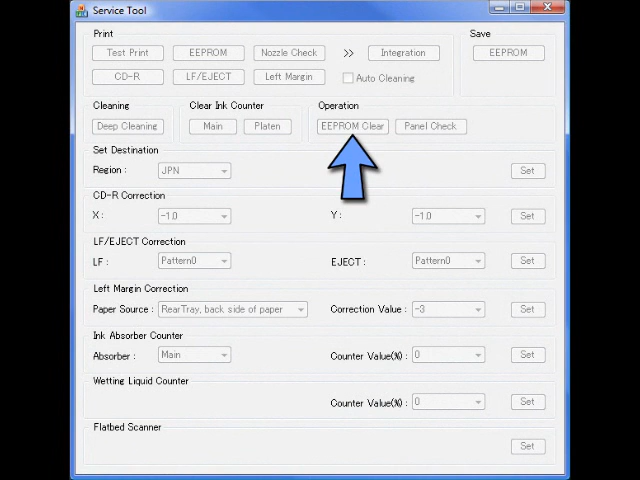 Service Tool
Print
Save
Test Print
EEPROM
Nozzle Check
>>
Integration
EEPROM
CD-R
LF/EJECT
Left Margin
Auto Cleaning
Cleaning
Clear Ink Counter
Operation
Deep Cleaning
Main
Platen
EEPROM Clear
Panel Check
Set Destination
Region :
JPN
Set
CD-R Correction
X :
-1.0
Y :
-1.0
Set
LF/EJECT Correction
LF :
Pattern0
EJECT :
Pattern0
Set
Left Margin Correction
Paper Source :
RearTray, back side of paper
Correction Value :
-3
Set
Ink Absorber Counter
Absorber :
Main
Counter Value(%) :
0
Set
Wetting Liquid Counter
Counter Value(%) :
0
Set
Flatbed Scanner
Set